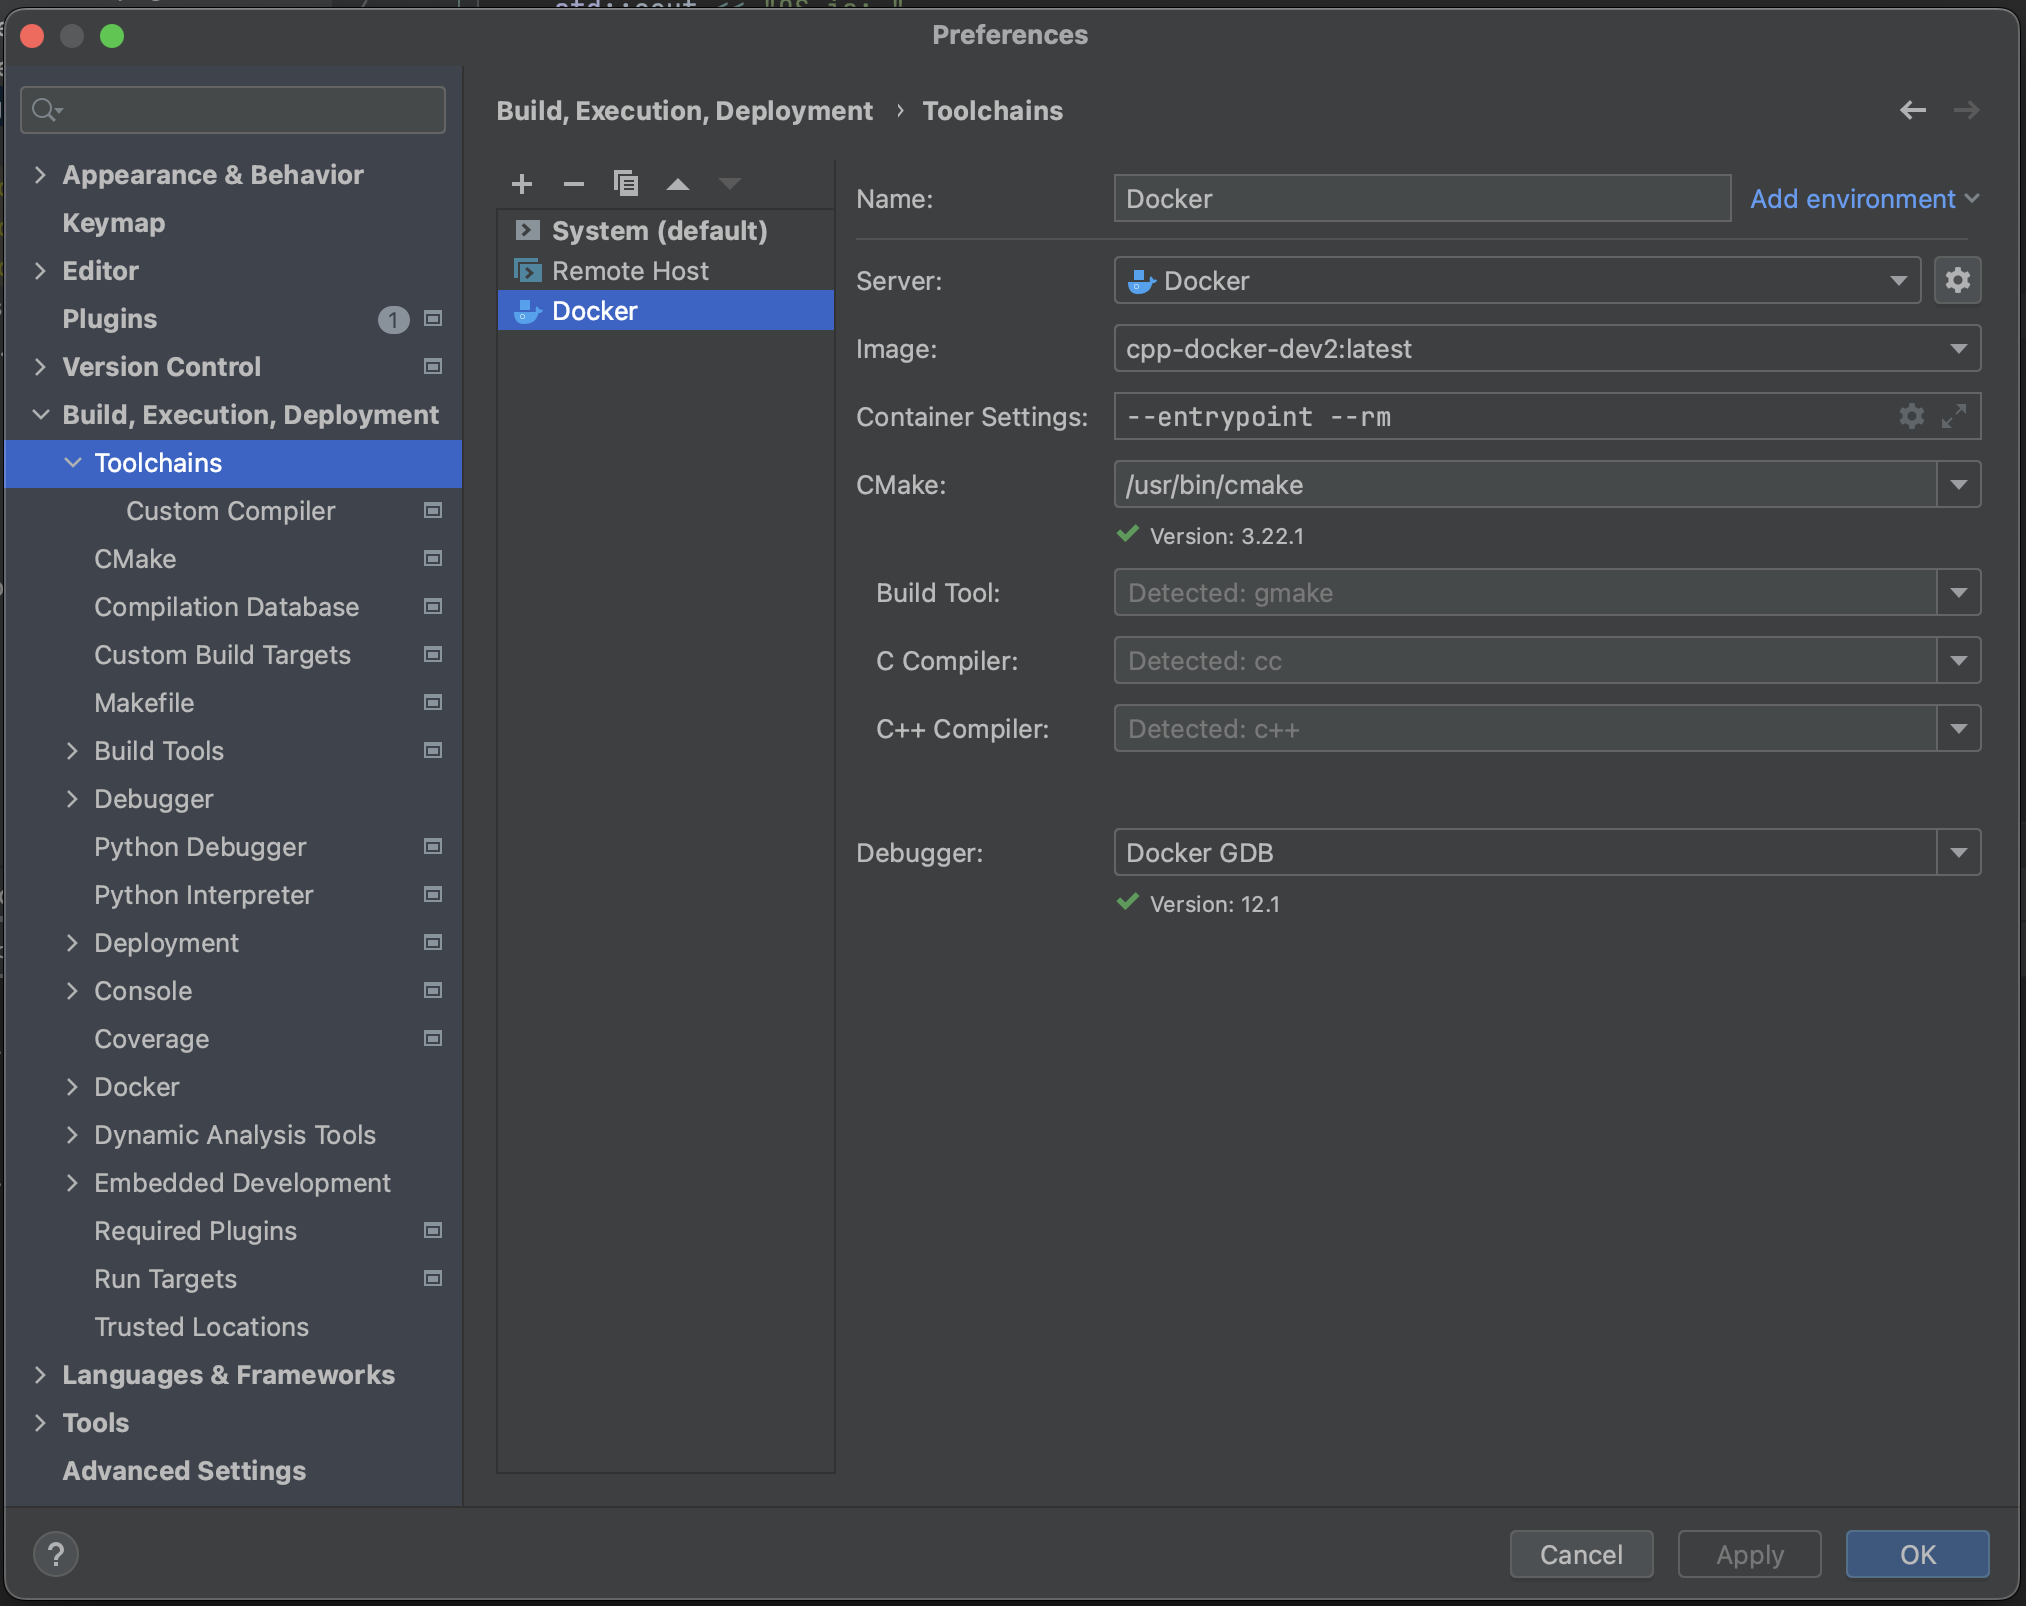 std::cout << "OS is: "
Preferences
Appearance & Behavior
Keymap
Editor
Plugins 1
Version Control
Build, Execution, Deployment
Toolchains
Custom Compiler
CMake
Compilation Database
Custom Build Targets
Makefile
Build Tools
Debugger
Python Debugger
Python Interpreter
Deployment
Console
Coverage
Docker
Dynamic Analysis Tools
Embedded Development
Required Plugins
Run Targets
Trusted Locations
Languages & Frameworks
Tools
Advanced Settings
Build, Execution, Deployment › Toolchains
System (default)
Remote Host
Docker
Name: Docker Add environment
Server: Docker
Image: cpp-docker-dev2:latest
Container Settings: --entrypoint --rm
CMake: /usr/bin/cmake
Version: 3.22.1
Build Tool: Detected: gmake
C Compiler: Detected: cc
C++ Compiler: Detected: c++
Debugger: Docker GDB
Version: 12.1
? Cancel Apply OK